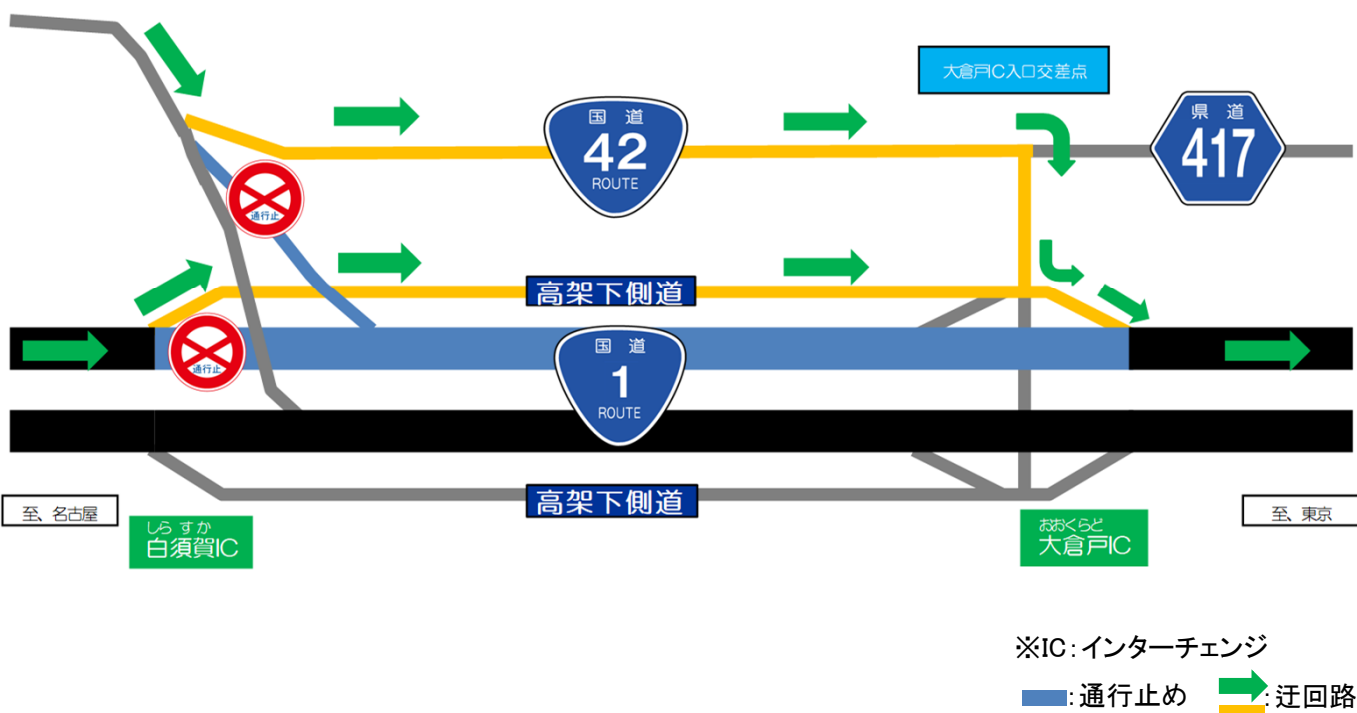 大倉戸IC入口交差点
国道
42
ROUTE
県道
417
通行止
高架下側道
通行止
国道
1
ROUTE
高架下側道
至、名古屋
至、東京
しらすか
白須賀IC
おおくらど
大倉戸IC
※IC：インターチェンジ
：通行止め
：迂回路